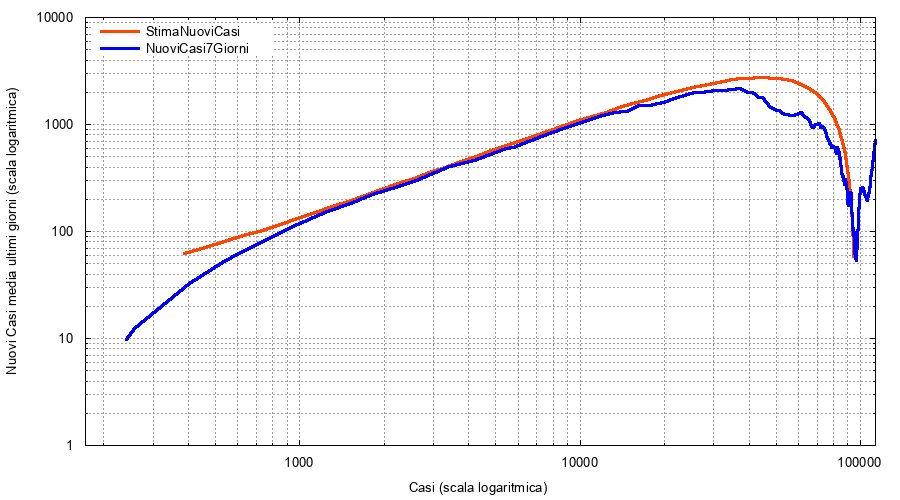 10000
StimaNuoviCasi
NuoviCasi7Giorni
1000
100
10
1
Nuovi Casi media ultimi giorni (scala logaritmica)
1000
10000
100000
Casi (scala logaritmica)